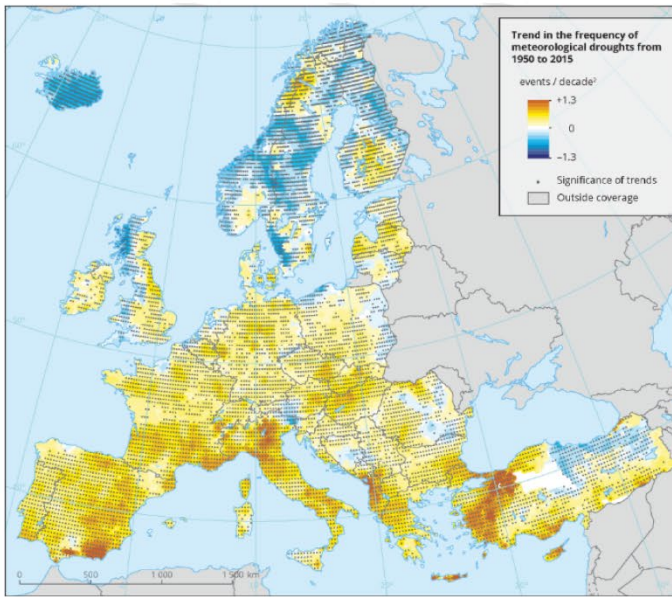 Trend in the frequency of
meteorological droughts from
1950 to 2015
events / decade²
+1.3
0
−1.3
Significance of trends
Outside coverage
0 500 1 000 1 500 km